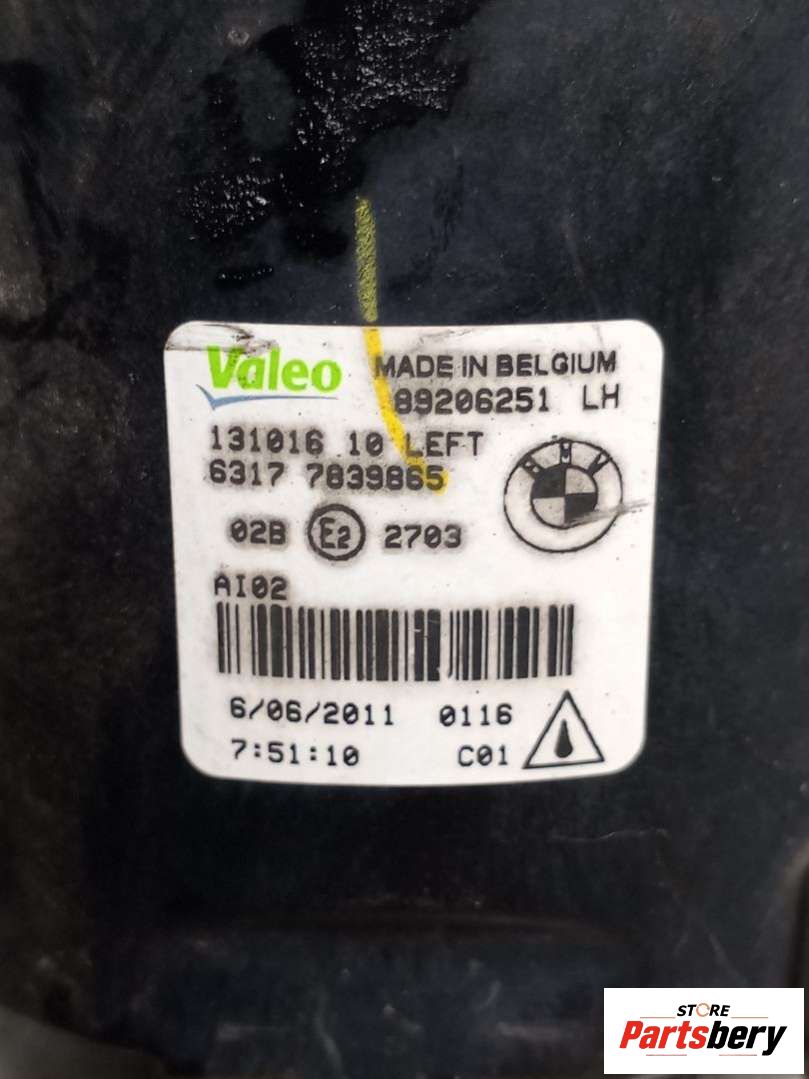 Valeo MADE IN BELGIUM
89206251 LH
131016 10 LEFT
6317 7839865
BMW
02B E2 2703
AI02
6/06/2011 0116
7:51:10 C01
STORE
Partsbery